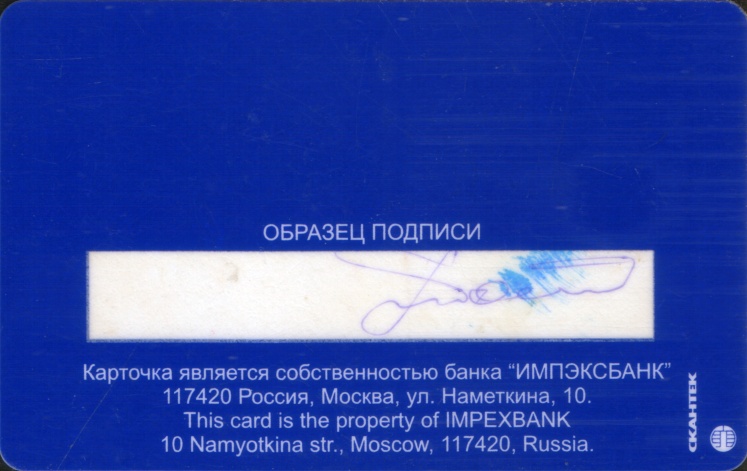 ОБРАЗЕЦ ПОДПИСИ
Карточка является собственностью банка “ИМПЭКСБАНК”
117420 Россия, Москва, ул. Наметкина, 10.
This card is the property of IMPEXBANK
10 Namyotkina str., Moscow, 117420, Russia.
СКАНТЕК